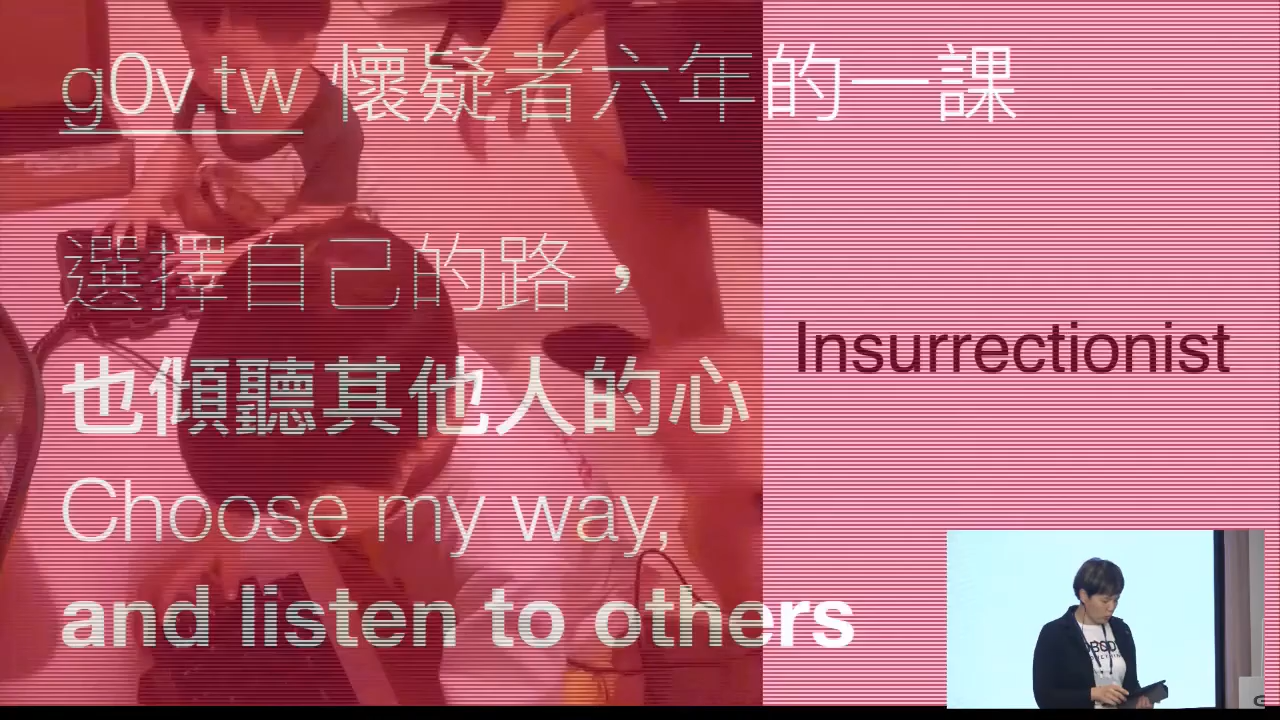 g0v.tw 懷疑者六年的一課
選擇自己的路，
也傾聽其他人的心
Choose my way,
and listen to others
Insurrectionist